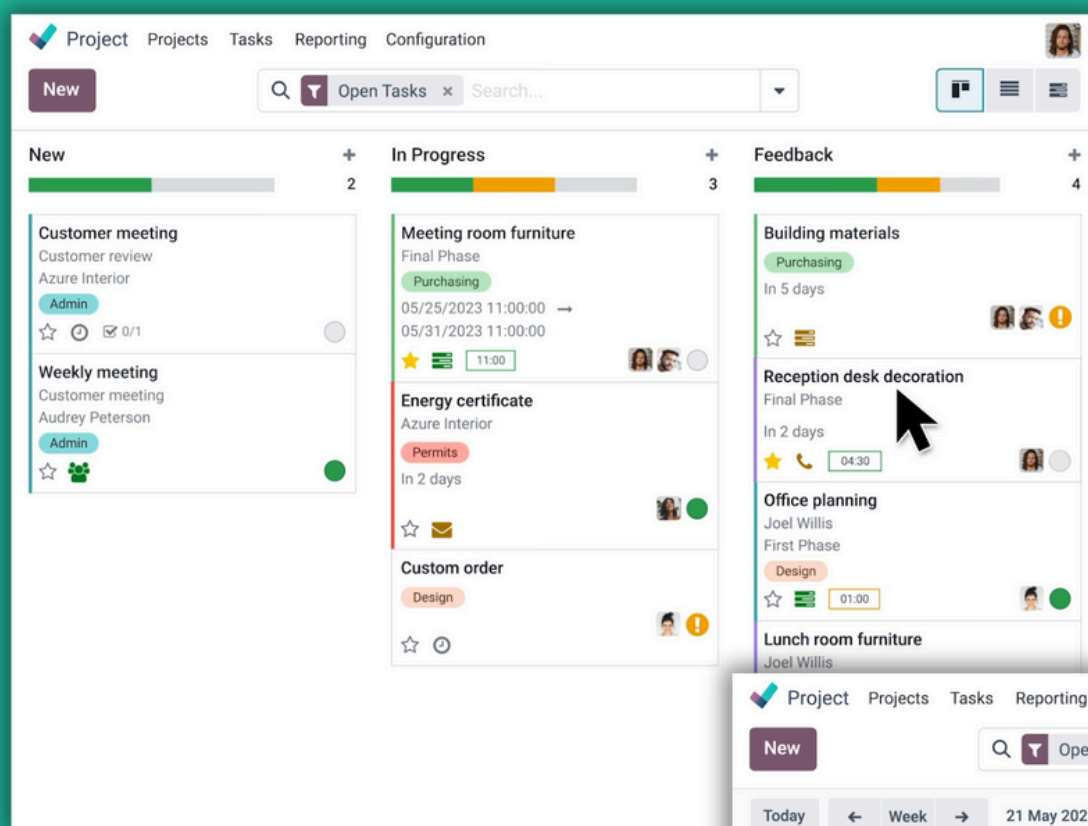 Project Projects Tasks Reporting Configuration
New
Open Tasks × Search...
New +
2
Customer meeting
Customer review
Azure Interior
Admin
0/1
Weekly meeting
Customer meeting
Audrey Peterson
Admin
In Progress +
3
Meeting room furniture
Final Phase
Purchasing
05/25/2023 11:00:00 →
05/31/2023 11:00:00
11:00
Energy certificate
Azure Interior
Permits
In 2 days
Custom order
Design
Feedback +
4
Building materials
Purchasing
In 5 days
Reception desk decoration
Final Phase
In 2 days
04:30
Office planning
Joel Willis
First Phase
Design
01:00
Lunch room furniture
Joel Willis
Project Projects Tasks Reporting
New
Ope
Today ← Week → 21 May 202